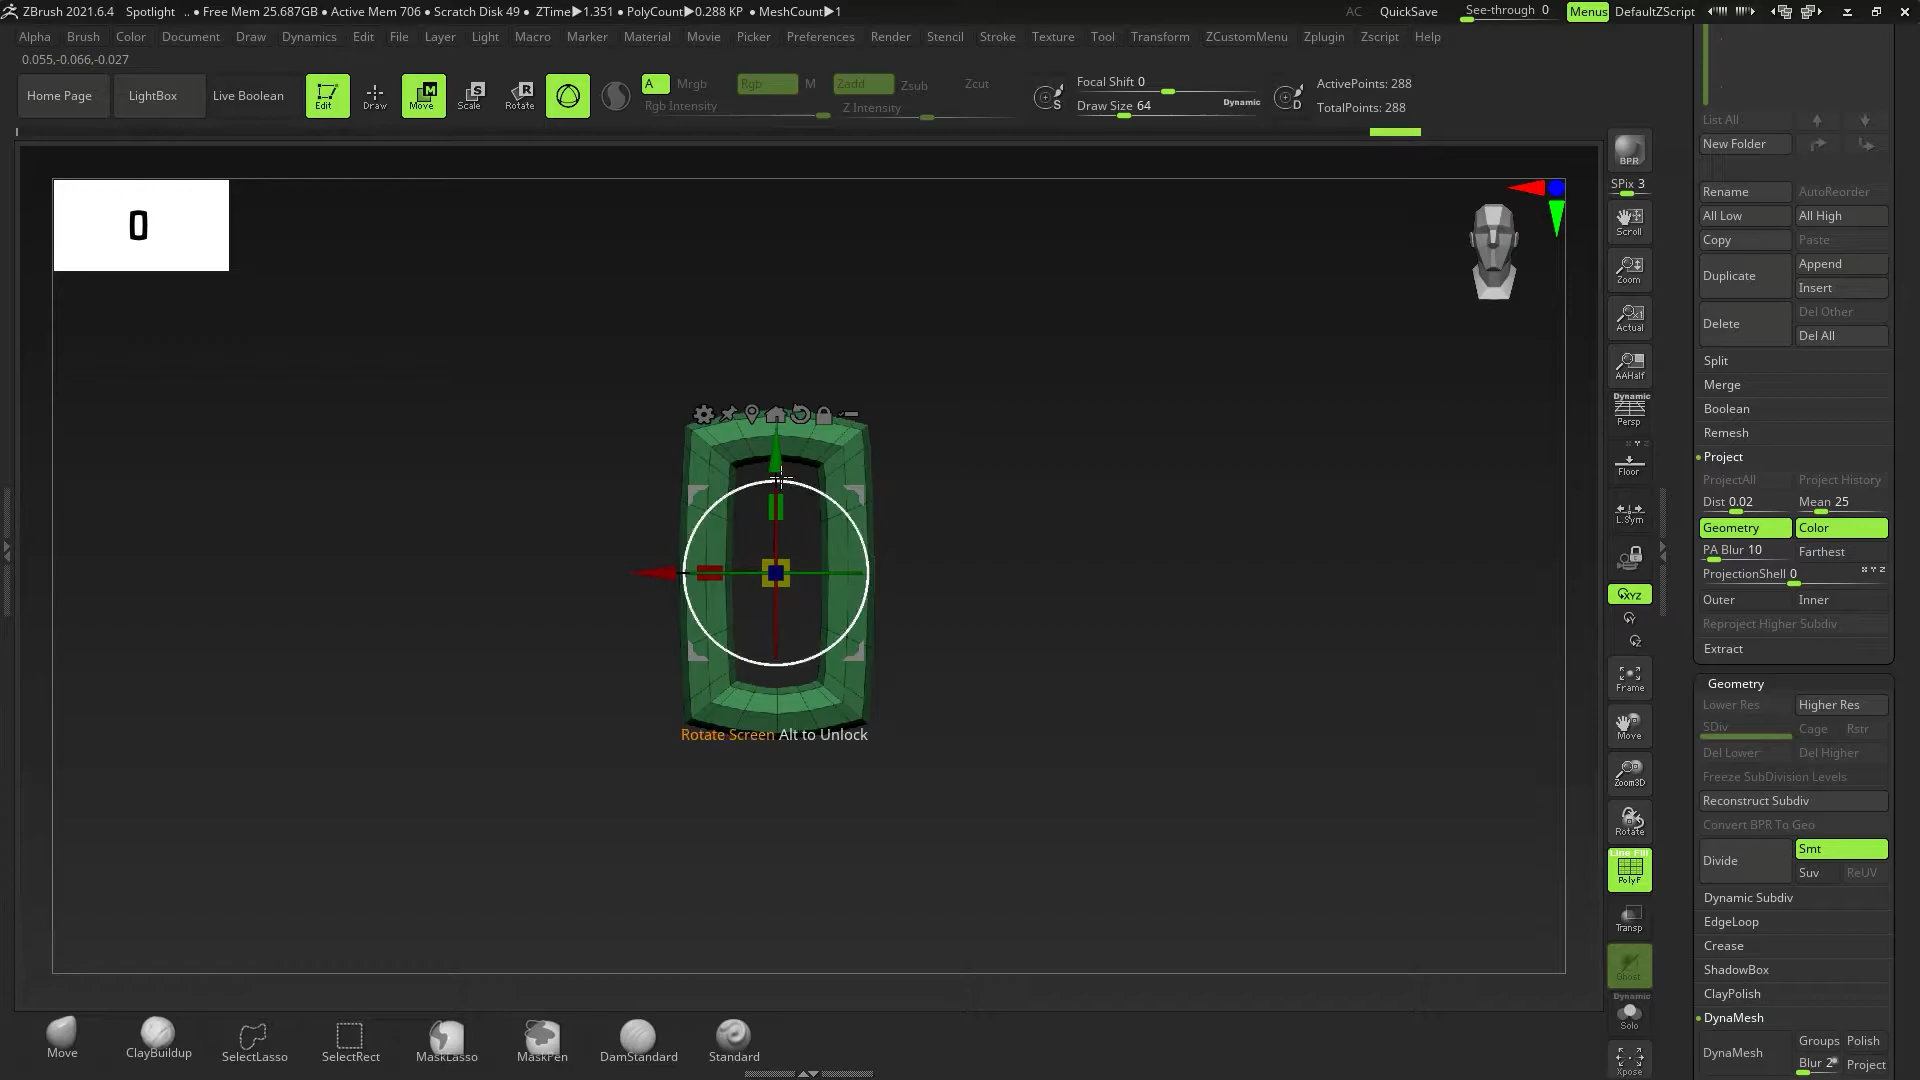 ZBrush 2021.6.4 Spotlight .. ● Free Mem 25.687GB ● Active Mem 706 ● Scratch Disk 49 ● ZTime▶1.351 ● PolyCount▶0.288 KP ● MeshCount▶1
AC QuickSave See-through 0 Menus DefaultZScript
Alpha Brush Color Document Draw Dynamics Edit File Layer Light Macro Marker Material Movie Picker Preferences Render Stencil Stroke Texture Tool Transform ZCustomMenu Zplugin Zscript Help
0.055,-0.066,-0.027
Home Page LightBox Live Boolean Edit Draw Move Scale Rotate
A Mrgb Rgb M Zadd Zsub Zcut
Rgb Intensity Z Intensity
S Focal Shift 0
Draw Size 64 Dynamic
D ActivePoints: 288
TotalPoints: 288
0
Rotate Screen Alt to Unlock
BPR
SPix 3
Scroll
Zoom
Actual
AAHalf
Dynamic
Persp
Floor
L.Sym
XYZ
Frame
Move
Zoom3D
Rotate
Line Fill
PolyF
Transp
Ghost
Dynamic
Solo
Xpose
List All
New Folder
Rename AutoReorder
All Low All High
Copy Paste
Duplicate Append
Insert
Delete Del Other
Del All
Split
Merge
Boolean
Remesh
Project
ProjectAll Project History
Dist 0.02 Mean 25
Geometry Color
PA Blur 10 Farthest
ProjectionShell 0
Outer Inner
Reproject Higher Subdiv
Extract
Geometry
Lower Res Higher Res
SDiv Cage Rstr
Del Lower Del Higher
Freeze SubDivision Levels
Reconstruct Subdiv
Convert BPR To Geo
Divide Smt
Suv ReUV
Dynamic Subdiv
EdgeLoop
Crease
ShadowBox
ClayPolish
DynaMesh
DynaMesh Groups Polish
Blur 2 Project
Move ClayBuildup SelectLasso SelectRect MaskLasso MaskPen DamStandard Standard